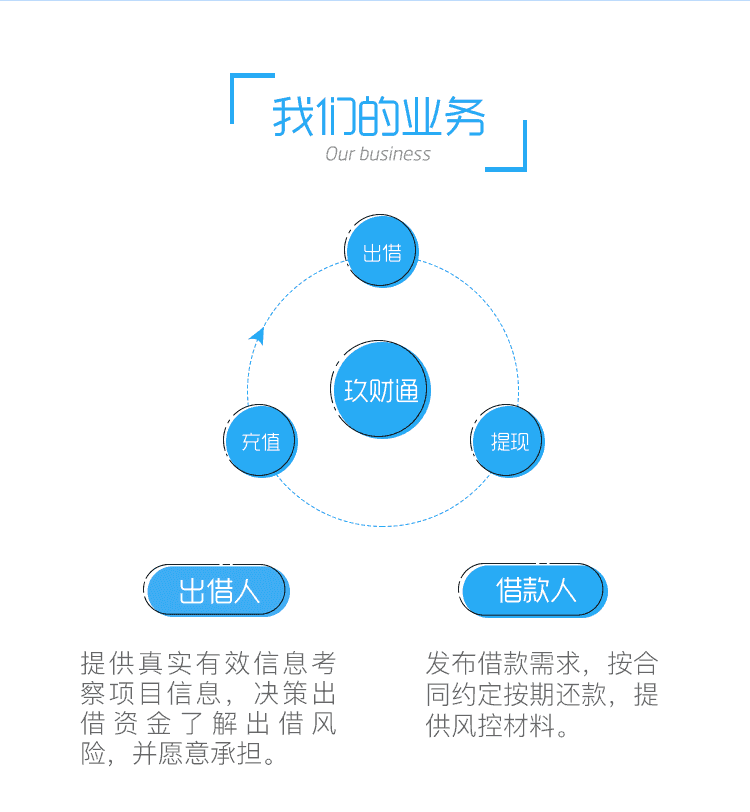 我们的业务
Our business
出借
玖财通
充值
提现
出借人
提供真实有效信息考
察项目信息，决策出
借资金了解出借风
险，并愿意承担。
借款人
发布借款需求，按合
同约定按期还款，提
供风控材料。